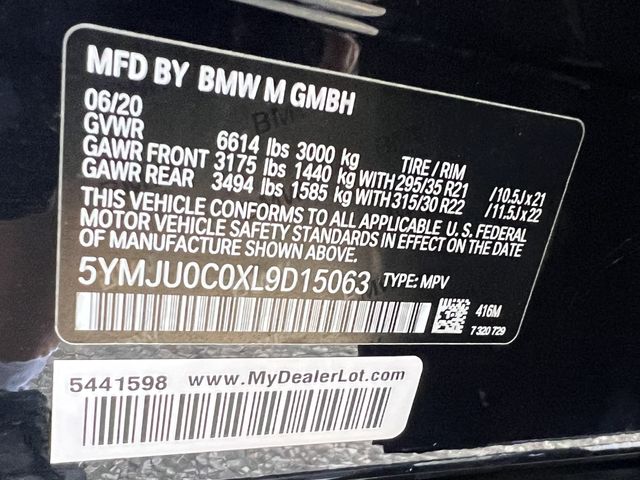 MFD BY BMW M GMBH
06/20
GVWR 6614 lbs 3000 kg TIRE / RIM
GAWR FRONT 3175 lbs 1440 kg WITH 295/35 R21 /10.5J x 21
GAWR REAR 3494 lbs 1585 kg WITH 315/30 R22 /11.5J x 22
THIS VEHICLE CONFORMS TO ALL APPLICABLE U. S. FEDERAL
MOTOR VEHICLE SAFETY STANDARDS IN EFFECT ON THE DATE
OF MANUFACTURE SHOWN ABOVE.
5YMJU0C0XL9D15063 TYPE: MPV
416M
7 320 729
5441598 www.MyDealerLot.com